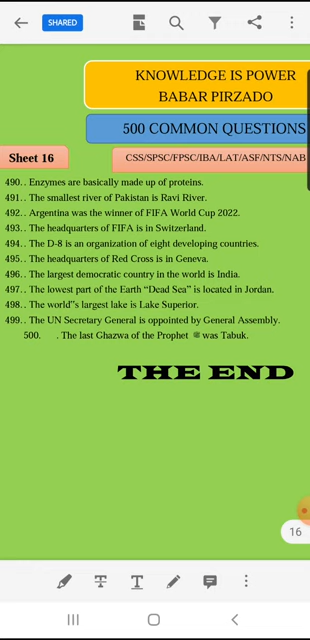 SHARED
KNOWLEDGE IS POWER
BABAR PIRZADO
500 COMMON QUESTIONS
Sheet 16
CSS/SPSC/FPSC/IBA/LAT/ASF/NTS/NAB
490. . Enzymes are basically made up of proteins.
491. . The smallest river of Pakistan is Ravi River.
492. . Argentina was the winner of FIFA World Cup 2022.
493. . The headquarters of FIFA is in Switzerland.
494. . The D-8 is an organization of eight developing countries.
495. . The headquarters of Red Cross is in Geneva.
496. . The largest democratic country in the world is India.
497. . The lowest part of the Earth “Dead Sea” is located in Jordan.
498. . The world"s largest lake is Lake Superior.
499. . The UN Secretary General is oppointed by General Assembly.
500. . The last Ghazwa of the Prophet ﷺ was Tabuk.
THE END
16